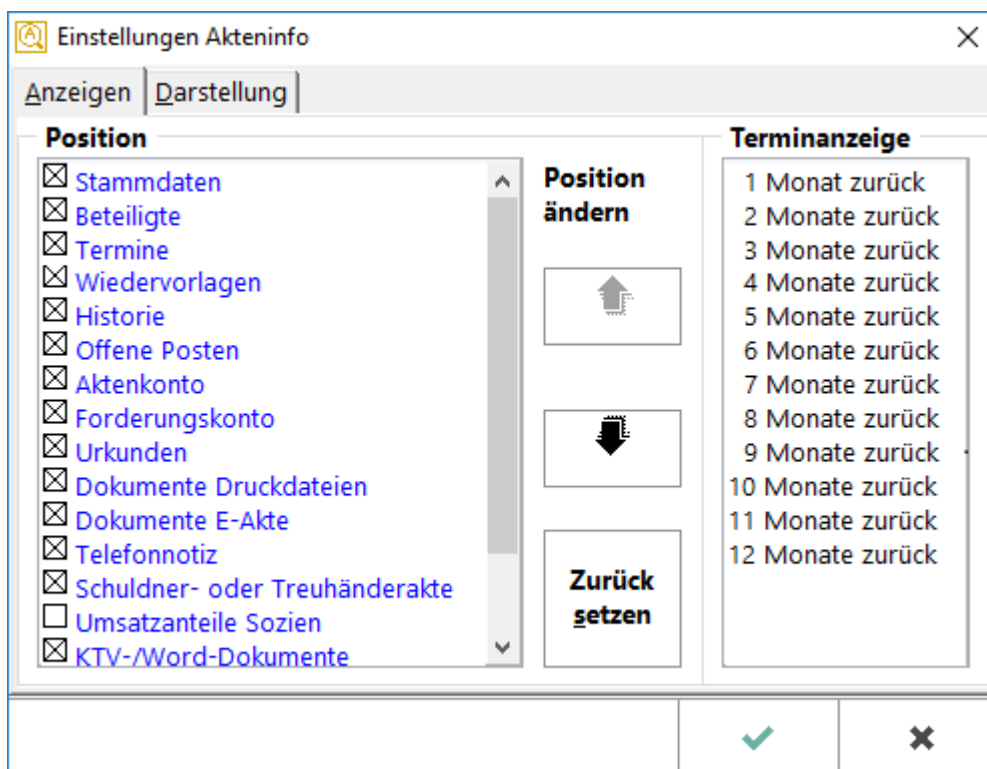 Einstellungen Akteninfo
Anzeigen
Darstellung
Position
Stammdaten
Beteiligte
Termine
Wiedervorlagen
Historie
Offene Posten
Aktenkonto
Forderungskonto
Urkunden
Dokumente Druckdateien
Dokumente E-Akte
Telefonnotiz
Schuldner- oder Treuhänderakte
Umsatzanteile Sozien
KTV-/Word-Dokumente
Position
ändern
Zurück
setzen
Terminanzeige
1 Monat zurück
2 Monate zurück
3 Monate zurück
4 Monate zurück
5 Monate zurück
6 Monate zurück
7 Monate zurück
8 Monate zurück
9 Monate zurück
10 Monate zurück
11 Monate zurück
12 Monate zurück